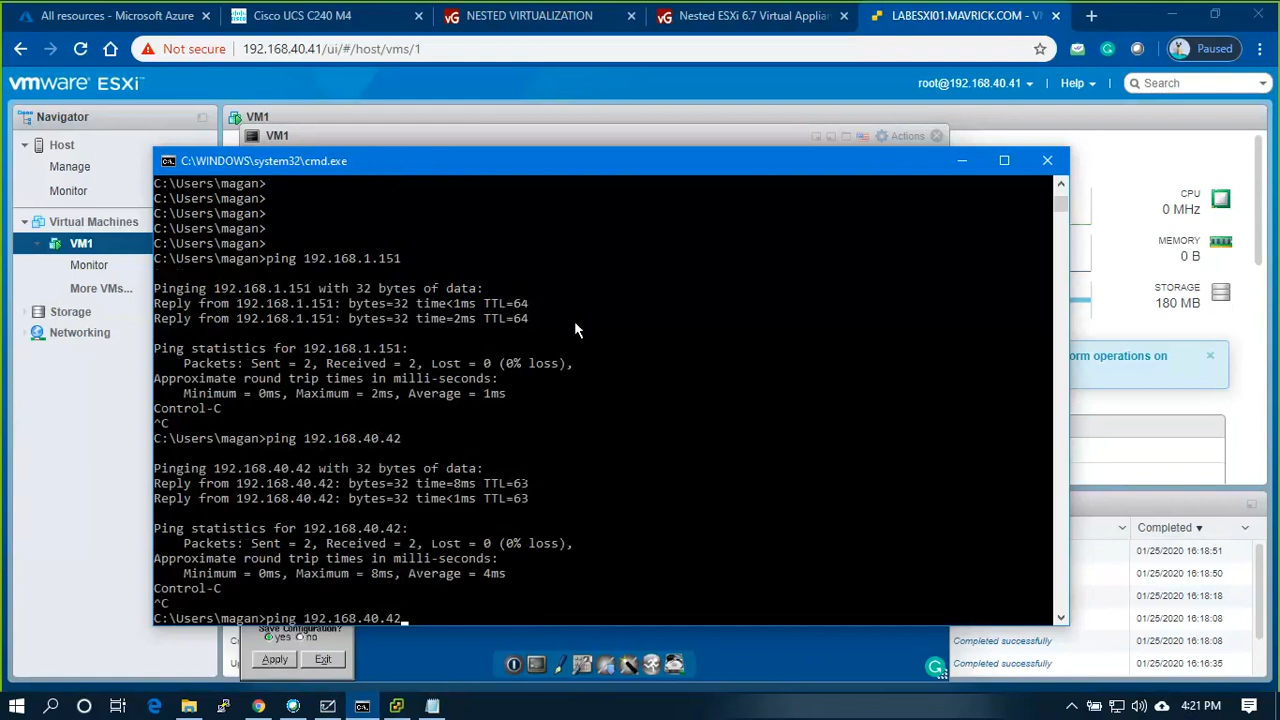 All resources - Microsoft Azure
Cisco UCS C240 M4
NESTED VIRTUALIZATION
Nested ESXi 6.7 Virtual Applian
LABESXI01.MAVRICK.COM - V
Not secure
192.168.40.41/ui/#/host/vms/1
Paused
vmware ESXi
root@192.168.40.41
Help
Search
Navigator
VM1
Host
Manage
Monitor
Virtual Machines
VM1
Monitor
More VMs...
Storage
Networking
VM1
Actions
C:\WINDOWS\system32\cmd.exe
C:\Users\magan>
C:\Users\magan>
C:\Users\magan>
C:\Users\magan>
C:\Users\magan>
C:\Users\magan>ping 192.168.1.151
Pinging 192.168.1.151 with 32 bytes of data:
Reply from 192.168.1.151: bytes=32 time<1ms TTL=64
Reply from 192.168.1.151: bytes=32 time=2ms TTL=64
Ping statistics for 192.168.1.151:
Packets: Sent = 2, Received = 2, Lost = 0 (0% loss),
Approximate round trip times in milli-seconds:
Minimum = 0ms, Maximum = 2ms, Average = 1ms
Control-C
^C
C:\Users\magan>ping 192.168.40.42
Pinging 192.168.40.42 with 32 bytes of data:
Reply from 192.168.40.42: bytes=32 time=8ms TTL=63
Reply from 192.168.40.42: bytes=32 time<1ms TTL=63
Ping statistics for 192.168.40.42:
Packets: Sent = 2, Received = 2, Lost = 0 (0% loss),
Approximate round trip times in milli-seconds:
Minimum = 0ms, Maximum = 8ms, Average = 4ms
Control-C
^C
C:\Users\magan>ping 192.168.40.42_
CPU
0 MHz
MEMORY
0 B
STORAGE
180 MB
orm operations on
Completed
01/25/2020 16:18:51
01/25/2020 16:18:50
01/25/2020 16:18:18
01/25/2020 16:18:08
Completed successfully
01/25/2020 16:18:08
Completed successfully
01/25/2020 16:16:35
Save Configuration?
yes
no
Apply
Exit
4:21 PM